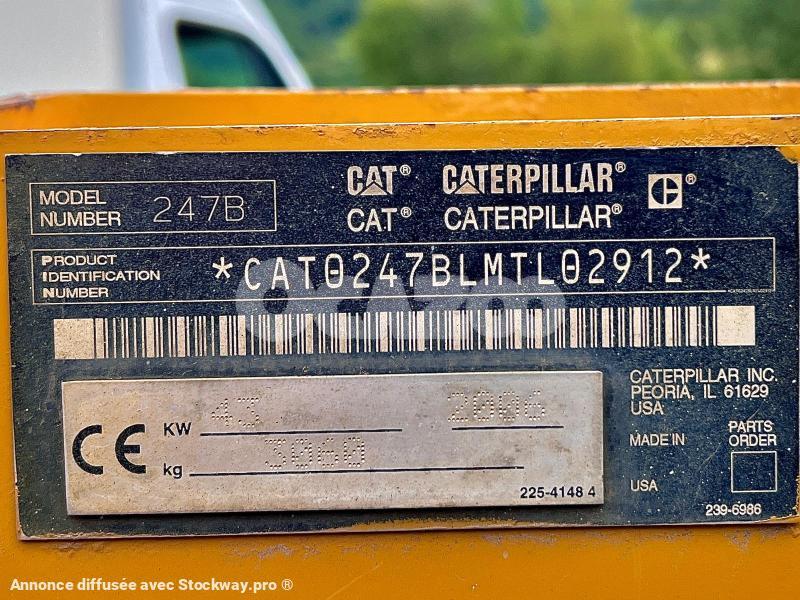 CAT® CATERPILLAR®
MODEL NUMBER 247B
CAT® CATERPILLAR®
PRODUCT IDENTIFICATION NUMBER *CAT0247BLMTL02912*
OCAZOO
CATERPILLAR INC.
PEORIA, IL 61629
USA
CE KW 43 2006
kg 3060
225-4148 4
MADE IN USA
PARTS ORDER
239-6986
Annonce diffusée avec Stockway.pro ®